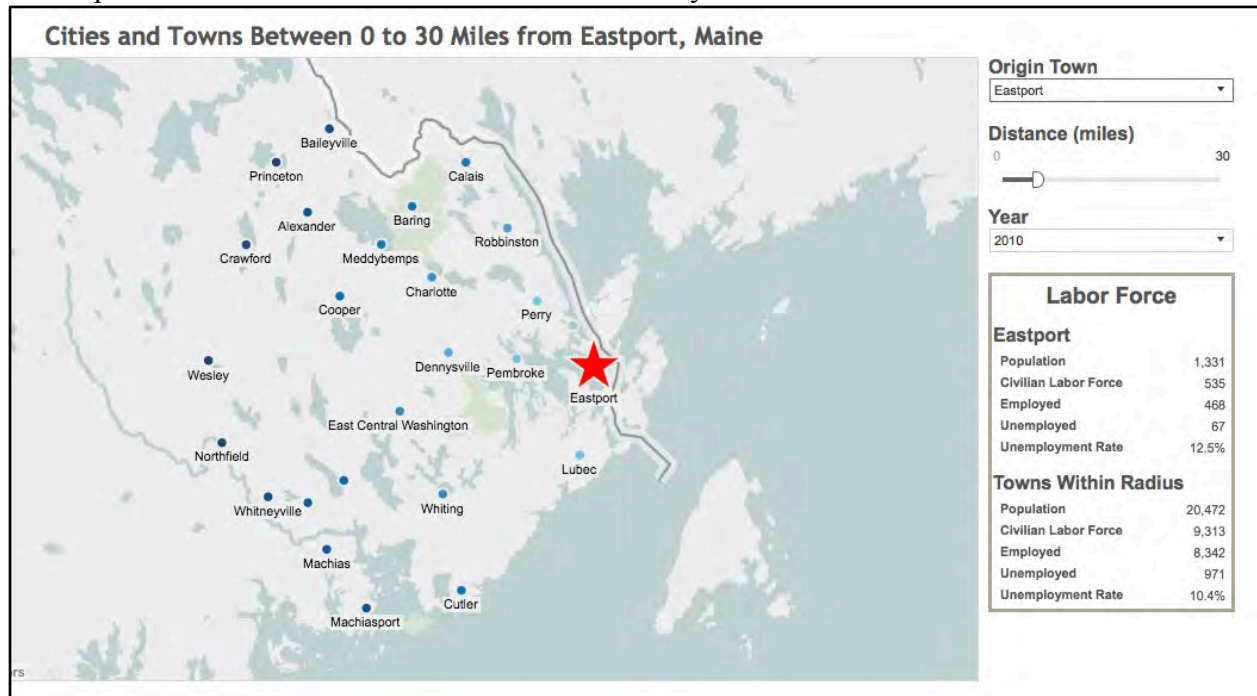 Cities and Towns Between 0 to 30 Miles from Eastport, Maine
Origin Town
Eastport
Distance (miles)
0 30
Year
2010
Labor Force
Eastport
Population 1,331
Civilian Labor Force 535
Employed 468
Unemployed 67
Unemployment Rate 12.5%
Towns Within Radius
Population 20,472
Civilian Labor Force 9,313
Employed 8,342
Unemployed 971
Unemployment Rate 10.4%
Baileyville
Princeton
Calais
Alexander
Baring
Robbinston
Crawford
Meddybemps
Charlotte
Cooper
Perry
Wesley
Dennysville
Pembroke
Eastport
East Central Washington
Northfield
Lubec
Whitneyville
Whiting
Machias
Cutler
Machiasport